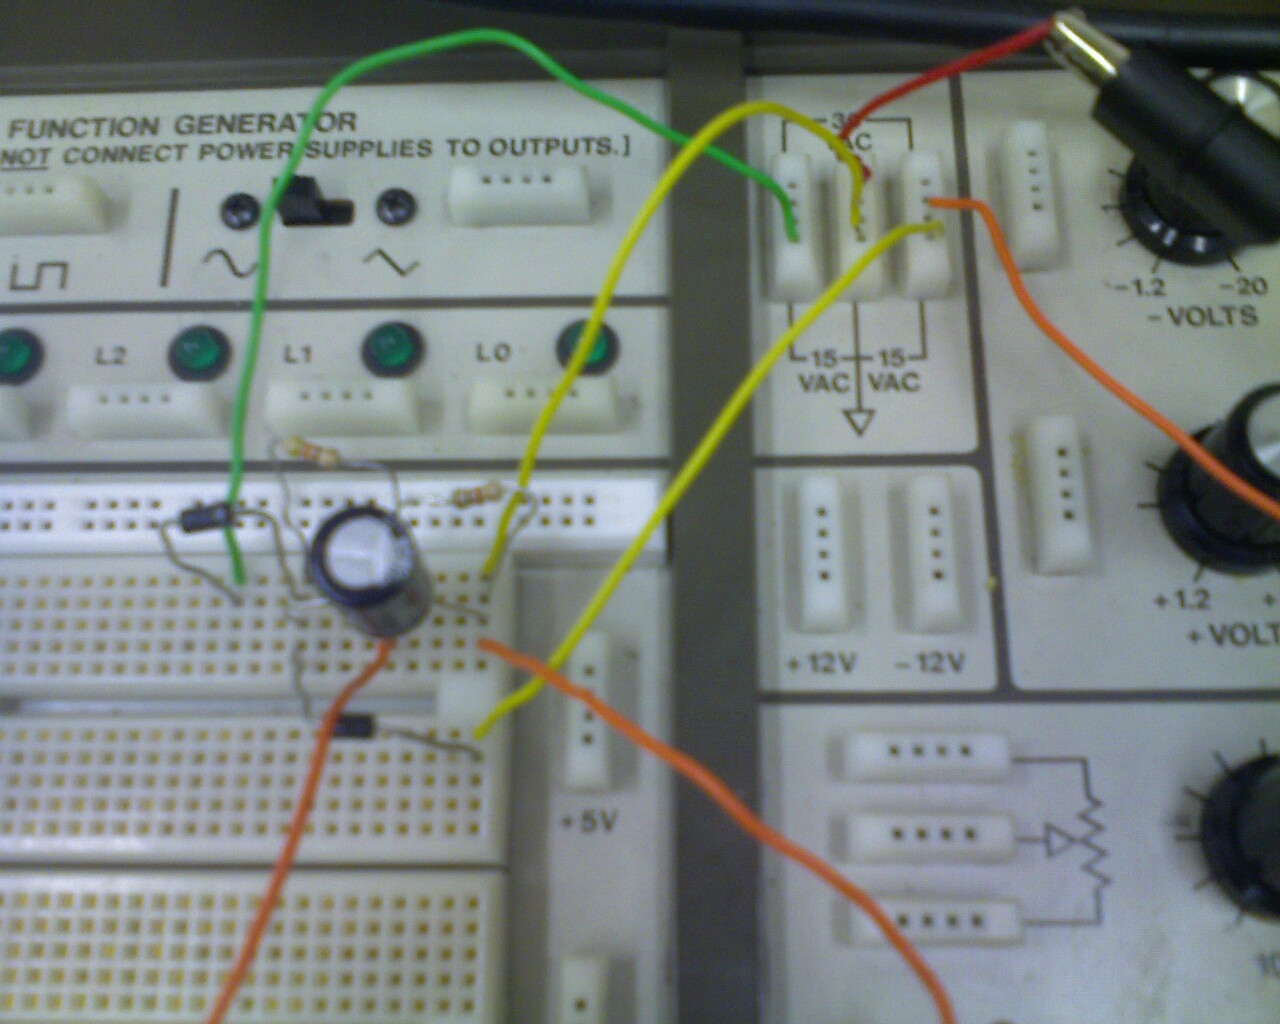 FUNCTION GENERATOR
NOT CONNECT POWER SUPPLIES TO OUTPUTS.]
L2
L1
L0
15 15
VAC VAC
-1.2 -20
-VOLTS
+12V -12V
+1.2 +
+VOLT
+5V